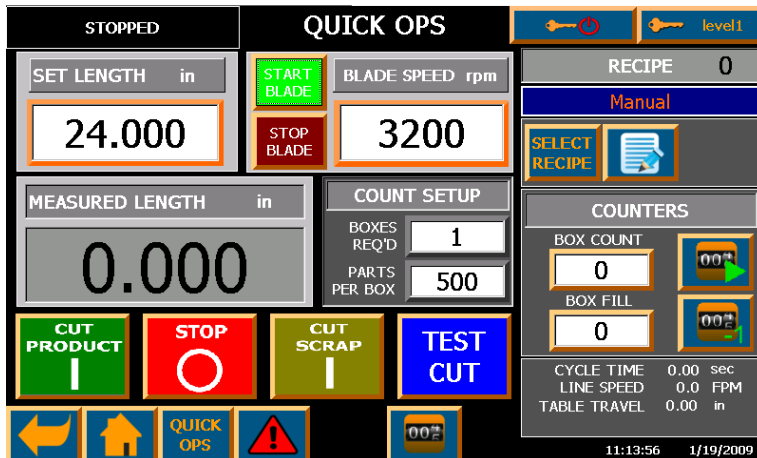 STOPPED
QUICK OPS
level1
SET LENGTH in
24.000
START
BLADE
STOP
BLADE
BLADE SPEED rpm
3200
RECIPE 0
Manual
SELECT
RECIPE
MEASURED LENGTH in
0.000
COUNT SETUP
BOXES
REQ'D
1
PARTS
PER BOX
500
COUNTERS
BOX COUNT
0
BOX FILL
0
-1
CUT
PRODUCT
STOP
CUT
SCRAP
TEST
CUT
CYCLE TIME 0.00 sec
LINE SPEED 0.0 FPM
TABLE TRAVEL 0.00 in
QUICK
OPS
11:13:56 1/19/2009